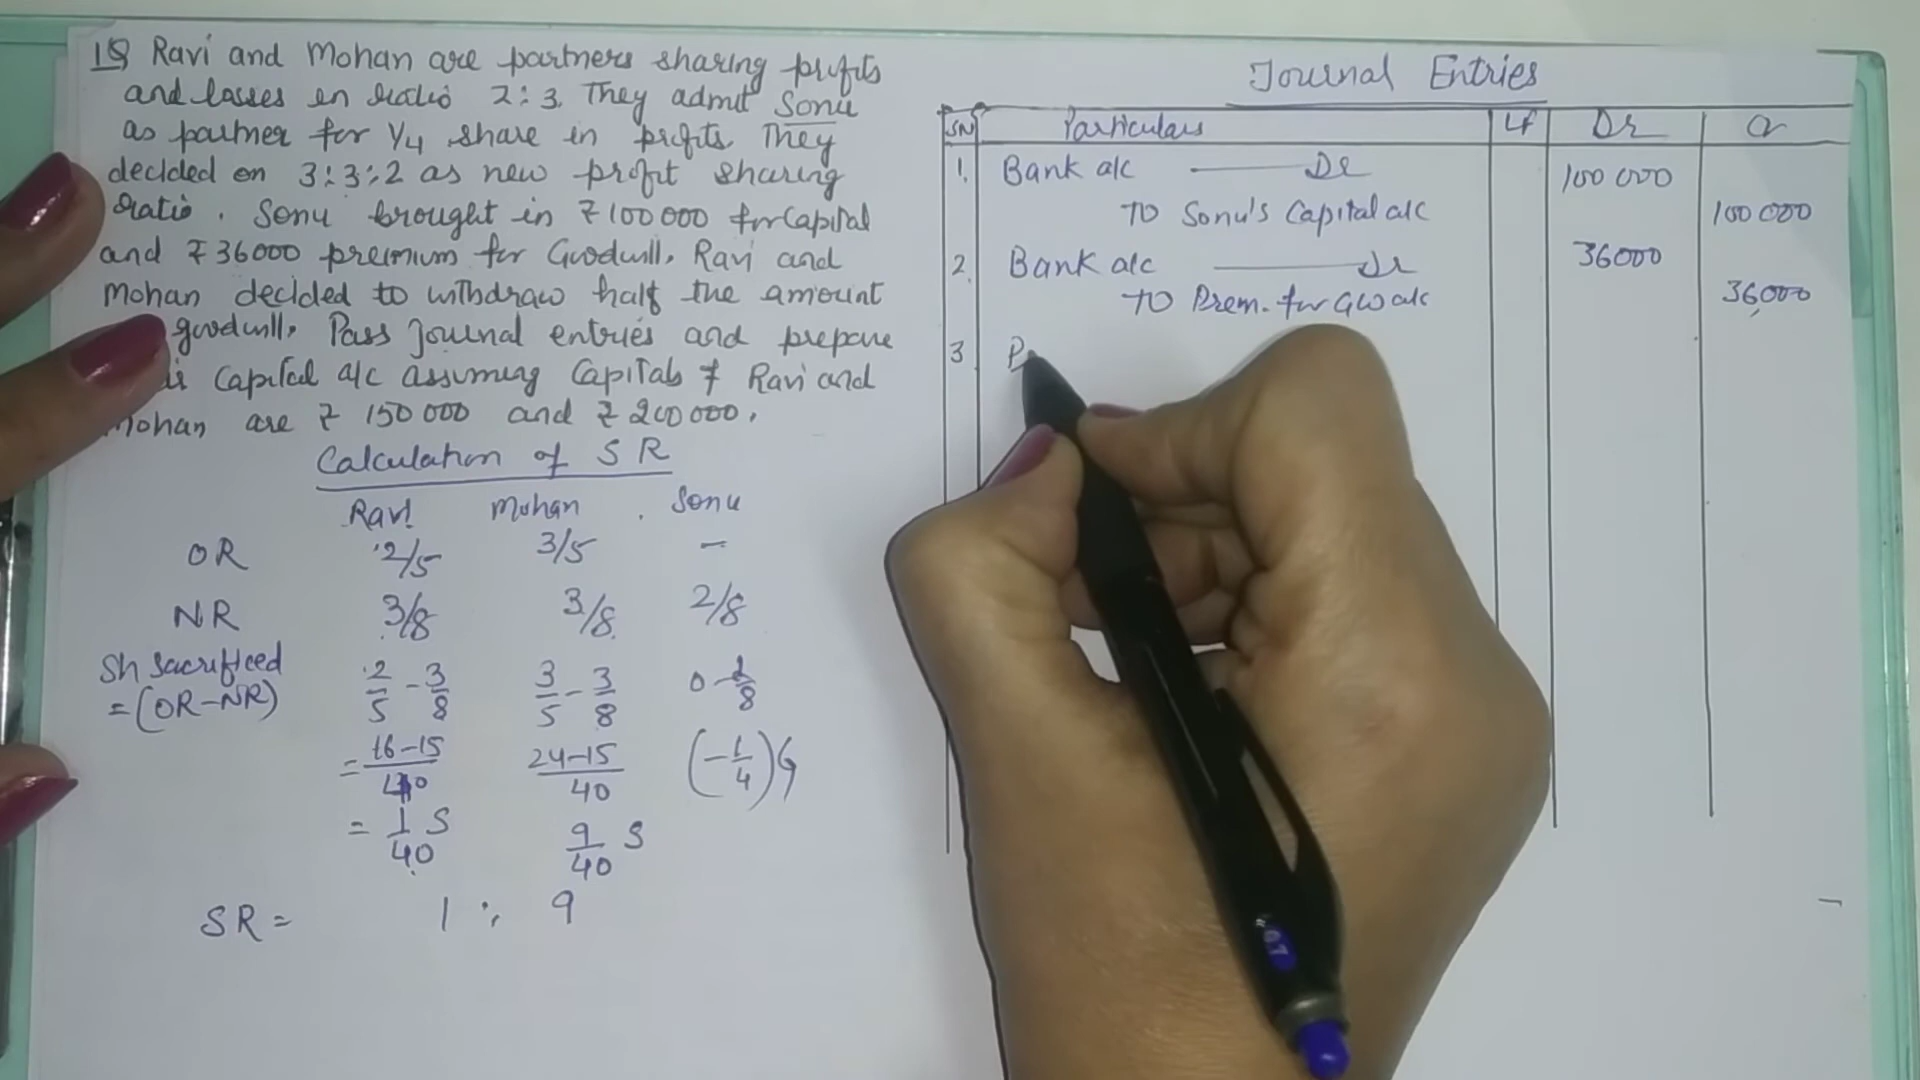 1Q Ravi and Mohan are partners sharing profits
and losses in ratio 2:3. They admit Sonu
as partner for 1/4 share in profits. They
decided on 3:3:2 as new profit sharing
ratio. Sonu brought in ₹100000 for Capital
and ₹36000 premium for Goodwill. Ravi and
Mohan decided to withdraw half the amount
goodwill. Pass Journal entries and prepare
Capital a/c assuming Capitals of Ravi and
Mohan are ₹ 150000 and ₹ 200000.
Calculation of SR
Ravi Mohan Sonu
OR 2/5 3/5 -
NR 3/8 3/8 2/8
Sh Sacrificed
=(OR-NR) 2/5 - 3/8 3/5 - 3/8 0 - 2/8
= 16-15/40 24-15/40 (-1/4)G
= 1/40 S 9/40 S
SR = 1 : 9
Journal Entries
SN Particulars LF Dr Cr
1. Bank a/c Dr 100000
TO Sonu's Capital a/c 100000
2. Bank a/c Dr 36000
TO Prem. for GW a/c 36000
3 P
0.7